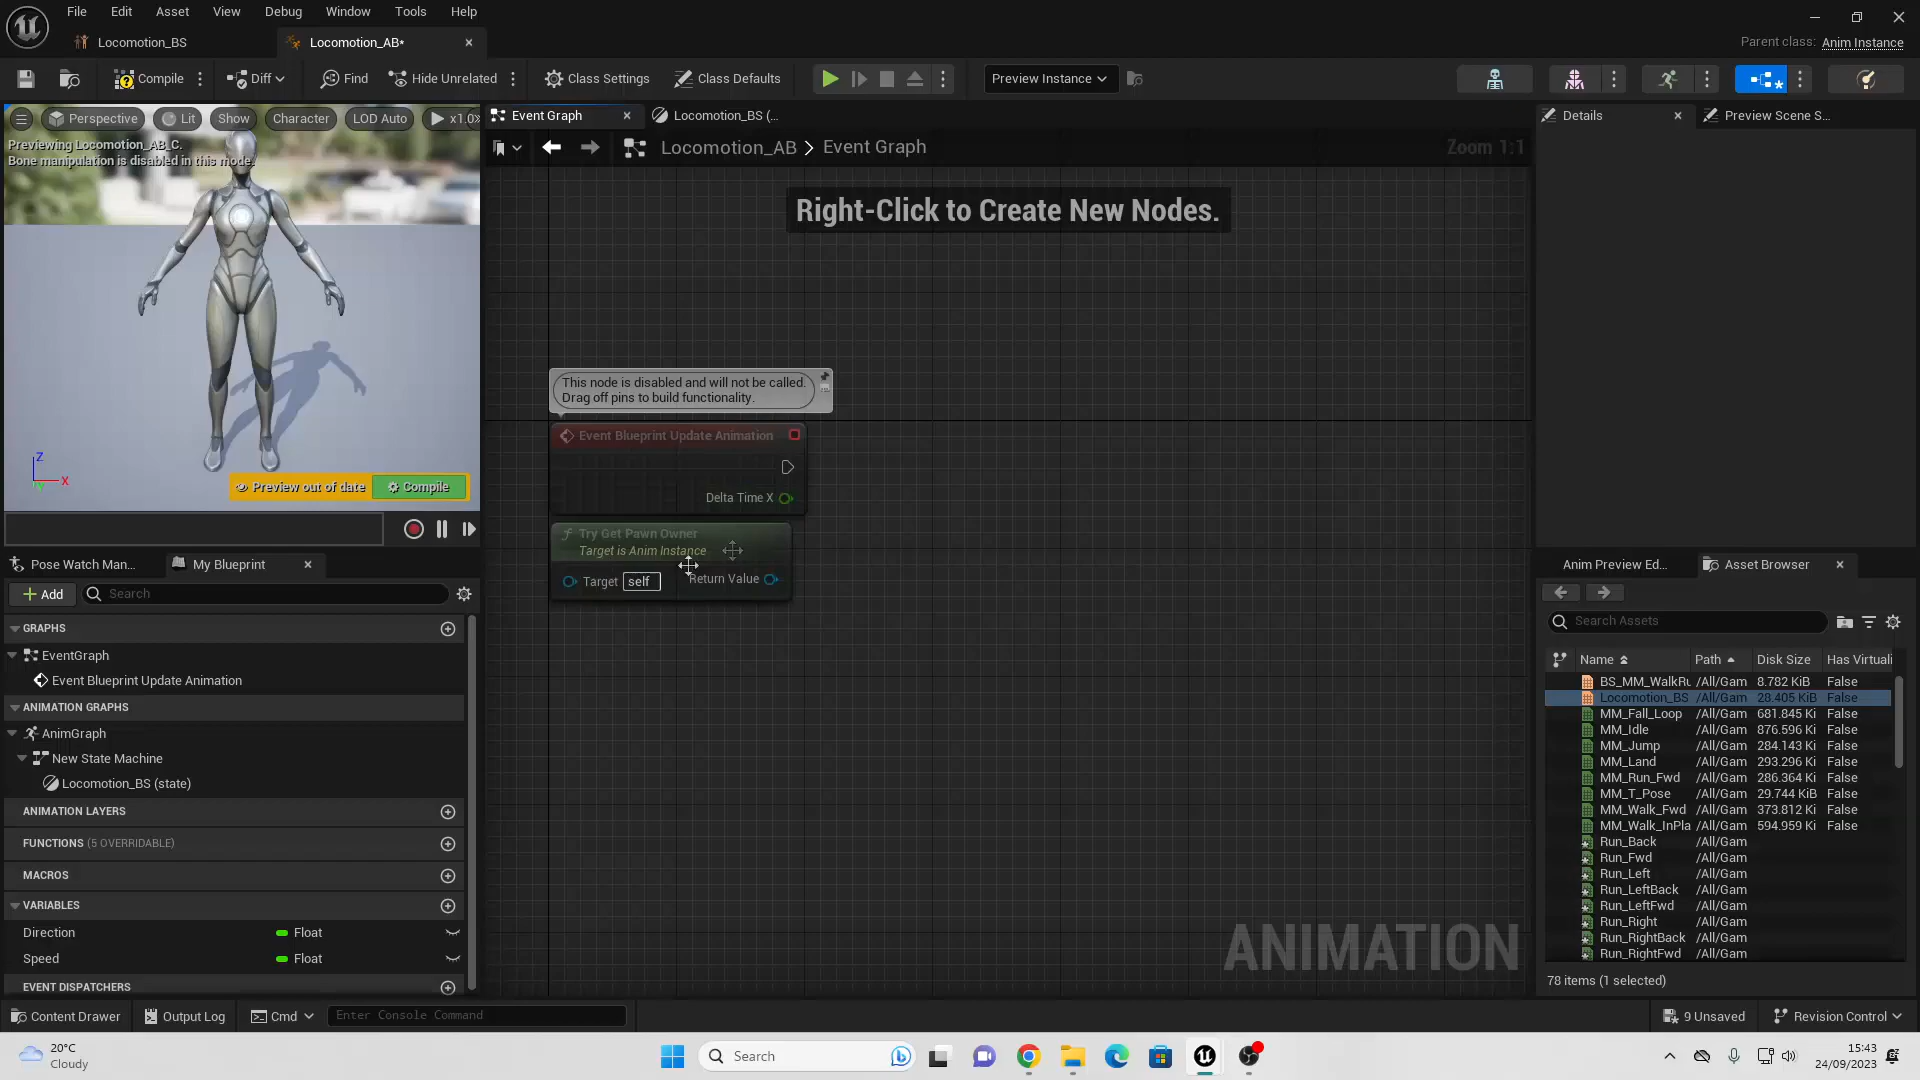 File Edit Asset View Debug Window Tools Help
Locomotion_BS
Locomotion_AB*
Parent class: Anim Instance
Compile
Diff
Find
Hide Unrelated
Class Settings
Class Defaults
Preview Instance
Perspective
Lit
Show
Character
LOD Auto
x1.0
Previewing Locomotion_AB_C.
Bone manipulation is disabled in this mode.
Z
X
Preview out of date
Compile
Event Graph
Locomotion_BS (...
Locomotion_AB > Event Graph
Zoom 1:1
Right-Click to Create New Nodes.
This node is disabled and will not be called.
Drag off pins to build functionality.
Event Blueprint Update Animation
Delta Time X
Try Get Pawn Owner
Target is Anim Instance
Target self
Return Value
ANIMATION
Pose Watch Man...
My Blueprint
Add
Search
GRAPHS
EventGraph
Event Blueprint Update Animation
ANIMATION GRAPHS
AnimGraph
New State Machine
Locomotion_BS (state)
ANIMATION LAYERS
FUNCTIONS (5 OVERRIDABLE)
MACROS
VARIABLES
Direction Float
Speed Float
EVENT DISPATCHERS
Details
Preview Scene S...
Anim Preview Ed...
Asset Browser
Search Assets
Name Path Disk Size Has Virtuali
BS_MM_WalkRu /All/Gam 8.782 KiB False
Locomotion_BS /All/Gam 28.405 KiB False
MM_Fall_Loop /All/Gam 681.845 Ki False
MM_Idle /All/Gam 876.596 Ki False
MM_Jump /All/Gam 284.143 Ki False
MM_Land /All/Gam 293.296 Ki False
MM_Run_Fwd /All/Gam 286.364 Ki False
MM_T_Pose /All/Gam 29.744 KiB False
MM_Walk_Fwd /All/Gam 373.812 Ki False
MM_Walk_InPla /All/Gam 594.959 Ki False
Run_Back /All/Gam
Run_Fwd /All/Gam
Run_Left /All/Gam
Run_LeftBack /All/Gam
Run_LeftFwd /All/Gam
Run_Right /All/Gam
Run_RightBack /All/Gam
Run_RightFwd /All/Gam
78 items (1 selected)
Content Drawer
Output Log
Cmd
Enter Console Command
9 Unsaved
Revision Control
20°C
Cloudy
Search
15:43
24/09/2023